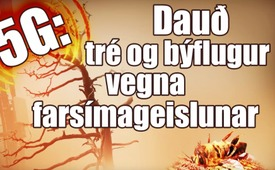 5G:
Dauð
tré og býflugur
vegna
farsímageislunar